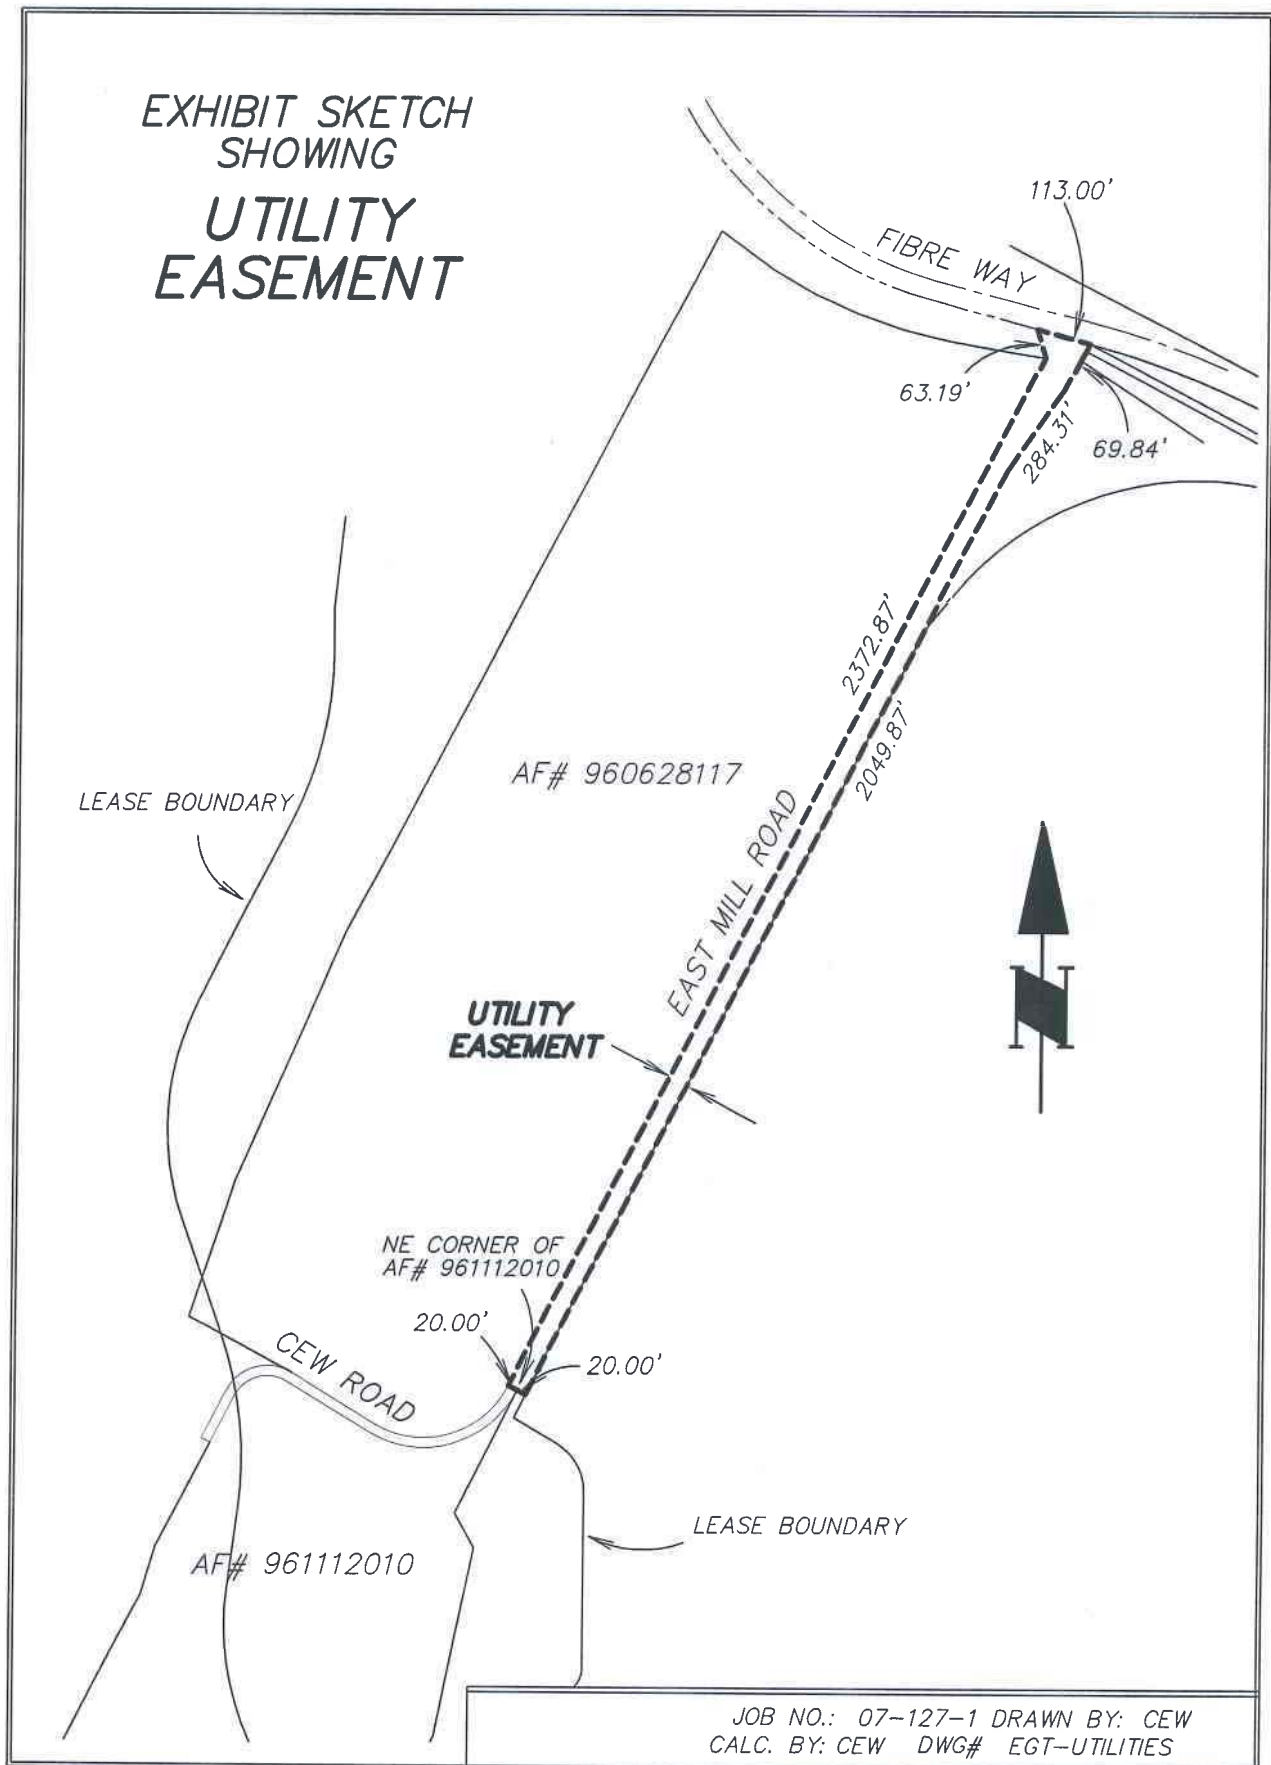 EXHIBIT SKETCH
SHOWING
UTILITY
EASEMENT
113.00'
FIBRE WAY
63.19'
69.84'
284.31'
2372.87'
2049.87'
AF# 960628117
LEASE BOUNDARY
EAST MILL ROAD
UTILITY
EASEMENT
N
NE CORNER OF
AF# 961112010
20.00'
20.00'
CEW ROAD
LEASE BOUNDARY
AF# 961112010
JOB NO.: 07-127-1 DRAWN BY: CEW
CALC. BY: CEW DWG# EGT-UTILITIES